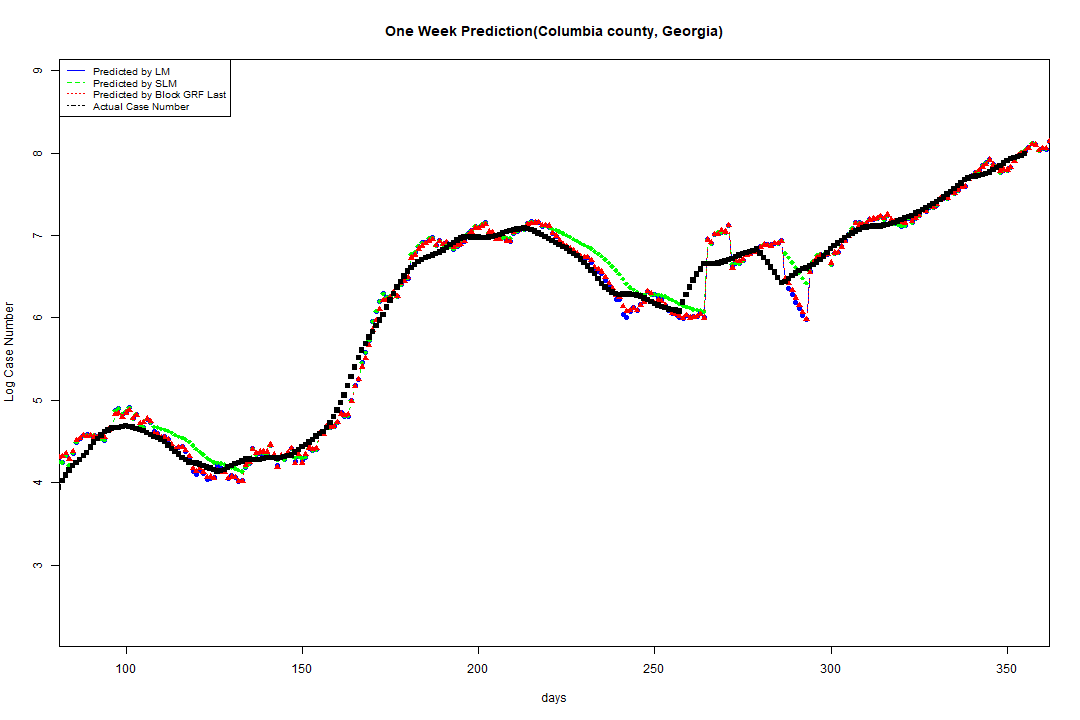 One Week Prediction(Columbia county, Georgia)
Predicted by LM
Predicted by SLM
Predicted by Block GRF Last
Actual Case Number
9
8
7
6
5
4
3
Log Case Number
100 150 200 250 300 350
days